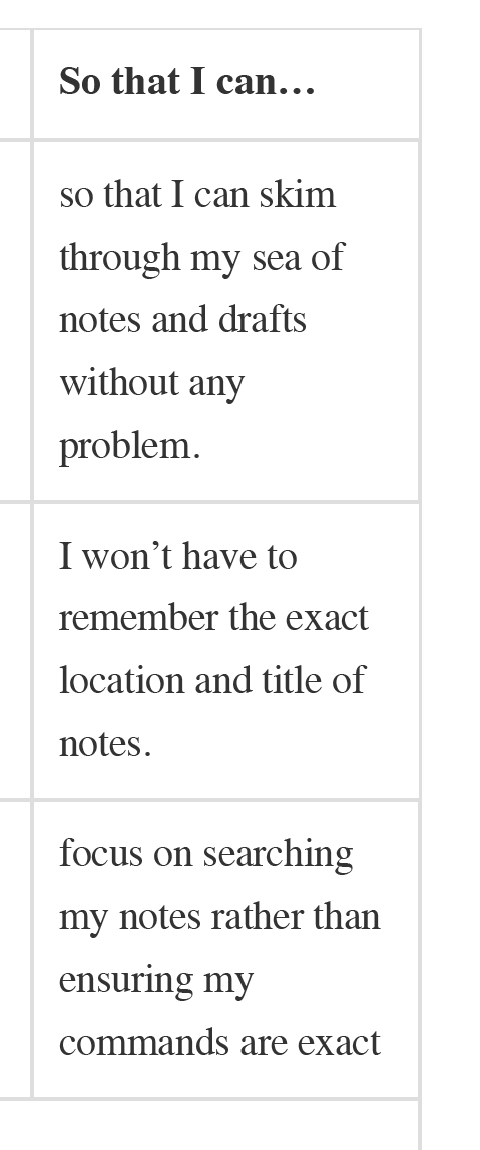 So that I can…
so that I can skim
through my sea of
notes and drafts
without any
problem.
I won’t have to
remember the exact
location and title of
notes.
focus on searching
my notes rather than
ensuring my
commands are exact